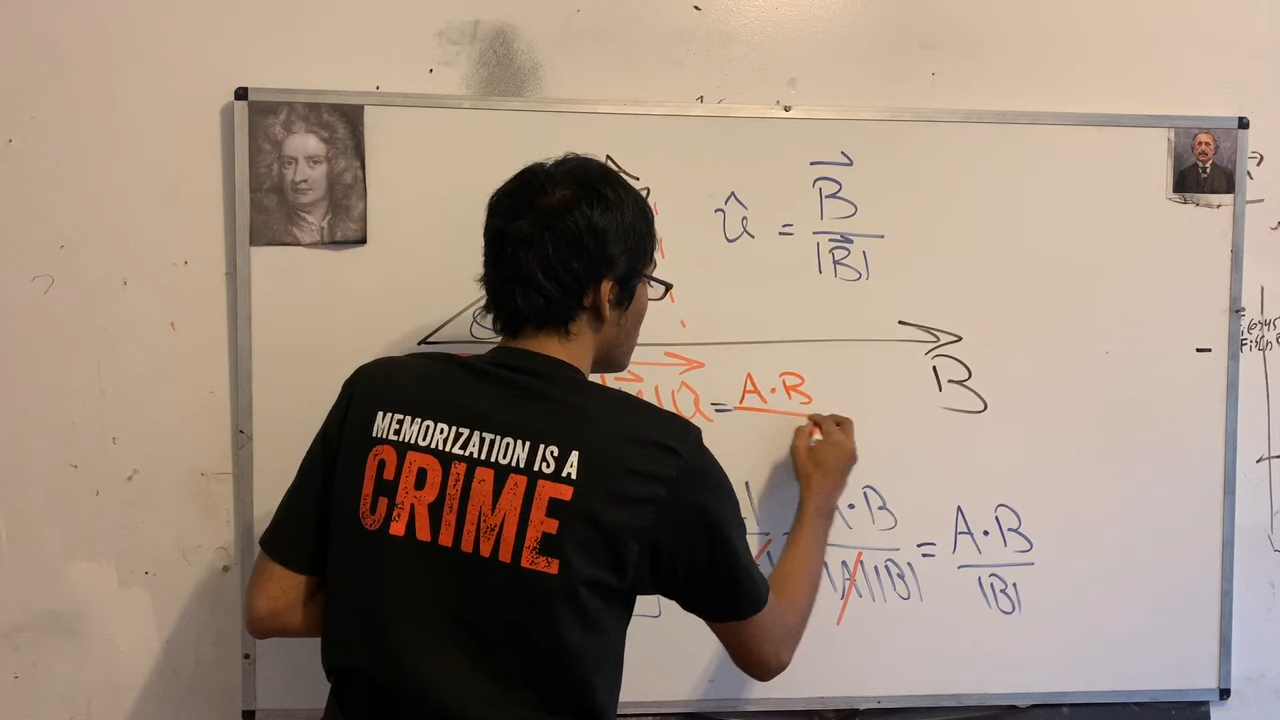 û = B⃗
|B⃗|
B
|û = A·B
MEMORIZATION IS A
CRIME
A·B = A·B
|A||B| |B|